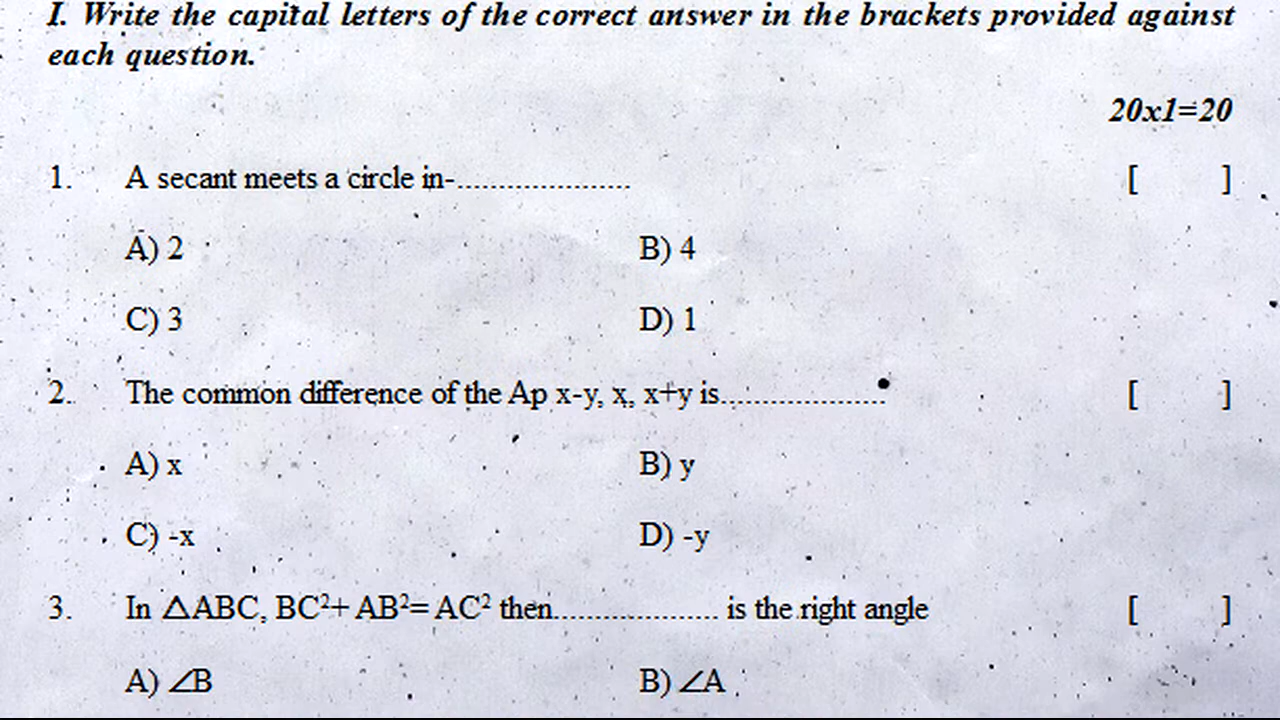 I. Write the capital letters of the correct answer in the brackets provided against
each question.
20x1=20
1. A secant meets a circle in-..................... [ ]
A) 2 B) 4
C) 3 D) 1
2. The common difference of the Ap x-y, x, x+y is.................... [ ]
A) x B) y
C) -x D) -y
3. In △ABC, BC²+ AB²= AC² then.................... is the right angle [ ]
A) ∠B B) ∠A